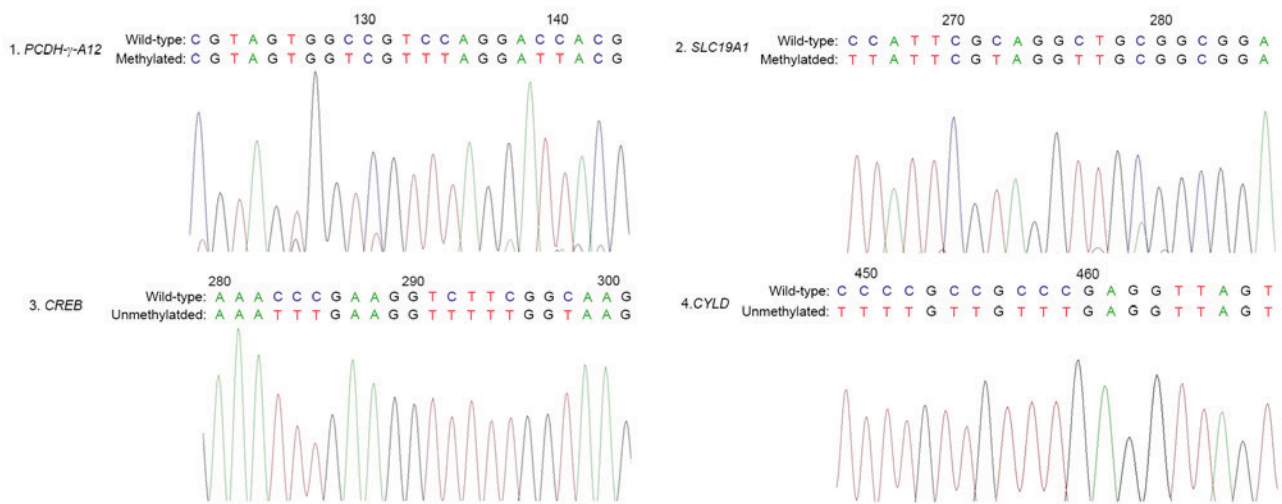 130 140
1. PCDH-γ-A12
Wild-type: C G T A G T G G C C G T C C A G G A C C A C G
Methylated: C G T A G T G G T C G T T T A G G A T T A C G
270 280
2. SLC19A1
Wild-type: C C A T T C G C A G G C T G C G G C G G A
Methylatded: T T A T T C G T A G G T T G C G G C G G A
280 290 300
3. CREB
Wild-type: A A A C C C G A A G G T C T T C G G C A A G
Unmethylatded: A A A T T T G A A G G T T T T T G G T A A G
450 460
4.CYLD
Wild-type: C C C C G C C G C C C G A G G T T A G T
Unmethylatded: T T T T G T T G T T T G A G G T T A G T